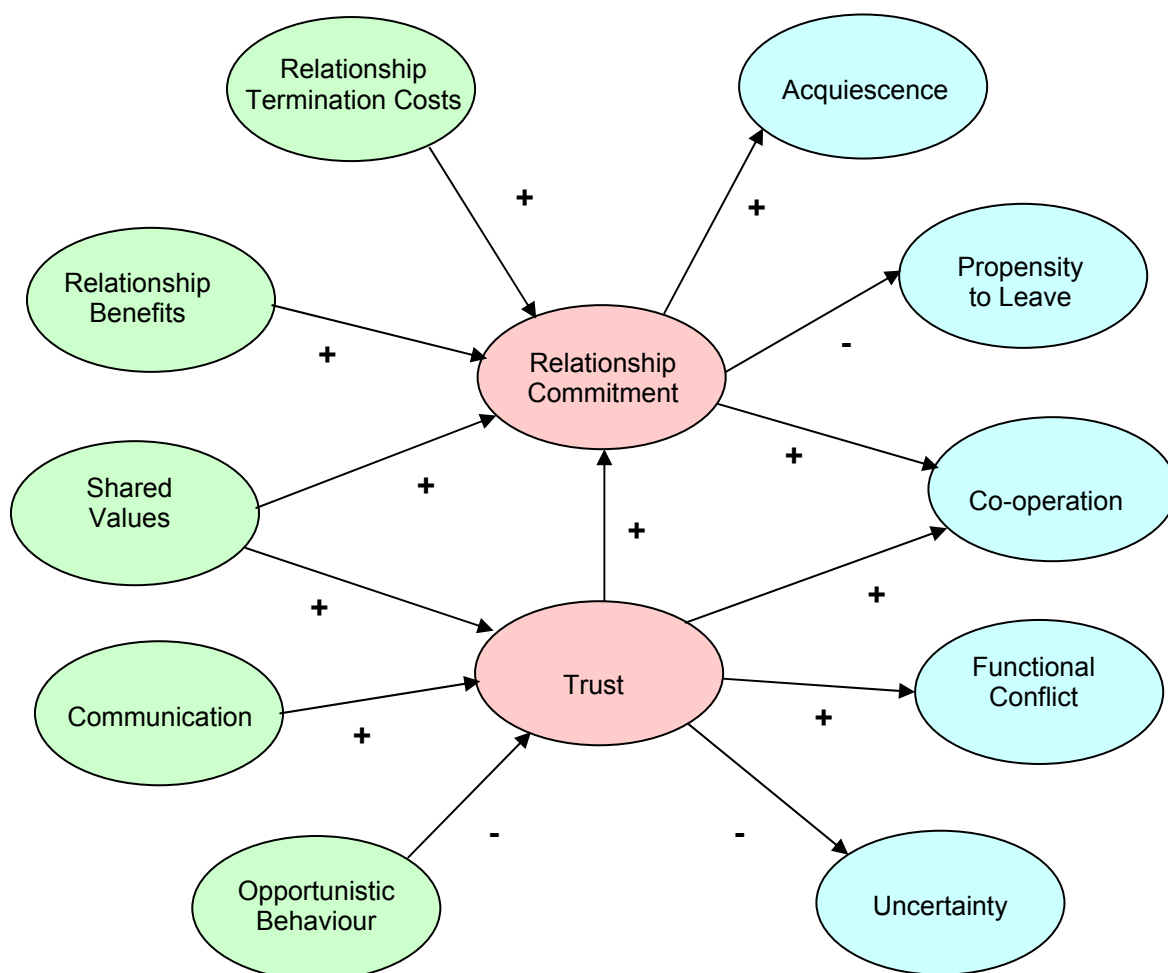 Relationship
Termination Costs
Acquiescence
+
+
Relationship
Benefits
Propensity
to Leave
+
-
Relationship
Commitment
Shared
Values
+
+
Co-operation
+
+
+
Communication
+
Trust
Functional
Conflict
+
-
-
Opportunistic
Behaviour
Uncertainty